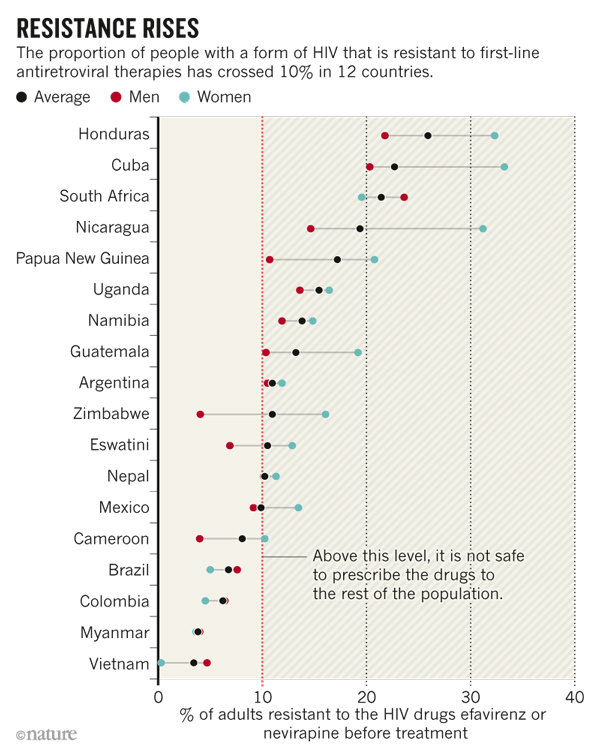 RESISTANCE RISES
The proportion of people with a form of HIV that is resistant to first-line
antiretroviral therapies has crossed 10% in 12 countries.
Average Men Women
Honduras
Cuba
South Africa
Nicaragua
Papua New Guinea
Uganda
Namibia
Guatemala
Argentina
Zimbabwe
Eswatini
Nepal
Mexico
Cameroon
Brazil
Colombia
Myanmar
Vietnam
Above this level, it is not safe
to prescribe the drugs to
the rest of the population.
0 10 20 30 40
% of adults resistant to the HIV drugs efavirenz or
nevirapine before treatment
©nature